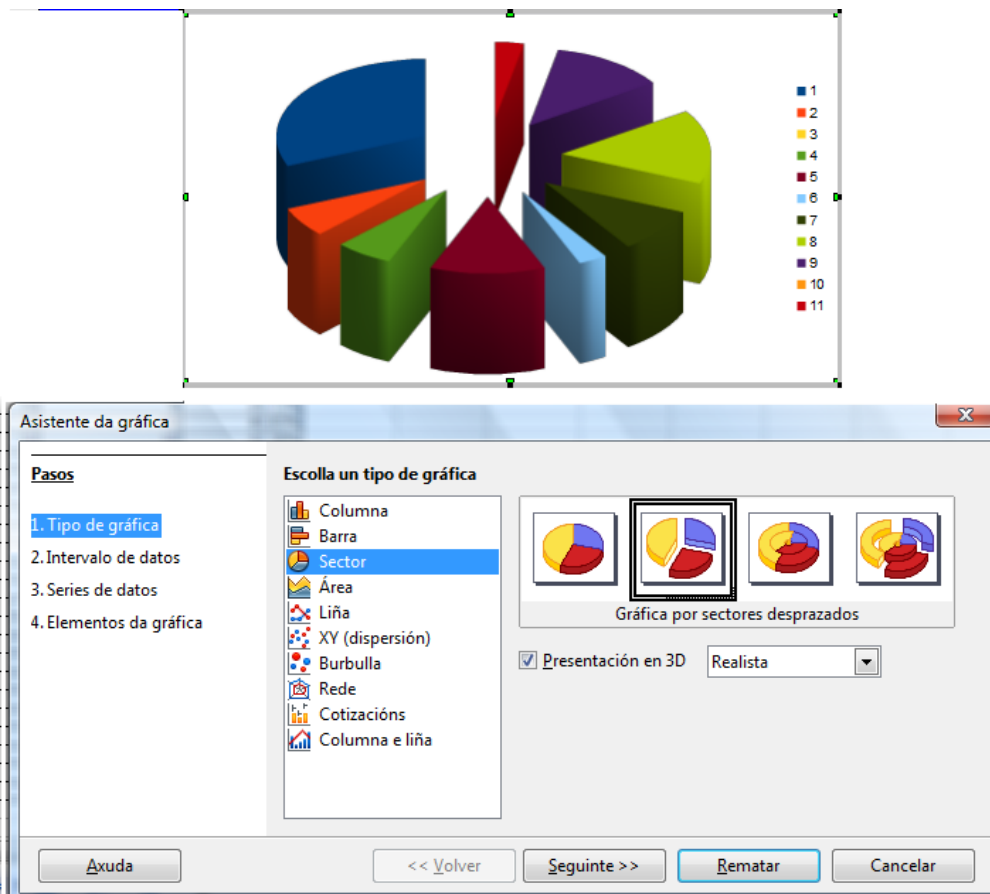 1
2
3
4
5
6
7
8
9
10
11
Asistente da gráfica
Pasos
1. Tipo de gráfica
2. Intervalo de datos
3. Series de datos
4. Elementos da gráfica
Escolla un tipo de gráfica
Columna
Barra
Sector
Área
Liña
XY (dispersión)
Burbulla
Rede
Cotizacións
Columna e liña
Gráfica por sectores desprazados
Presentación en 3D Realista
Axuda << Volver Seguinte >> Rematar Cancelar